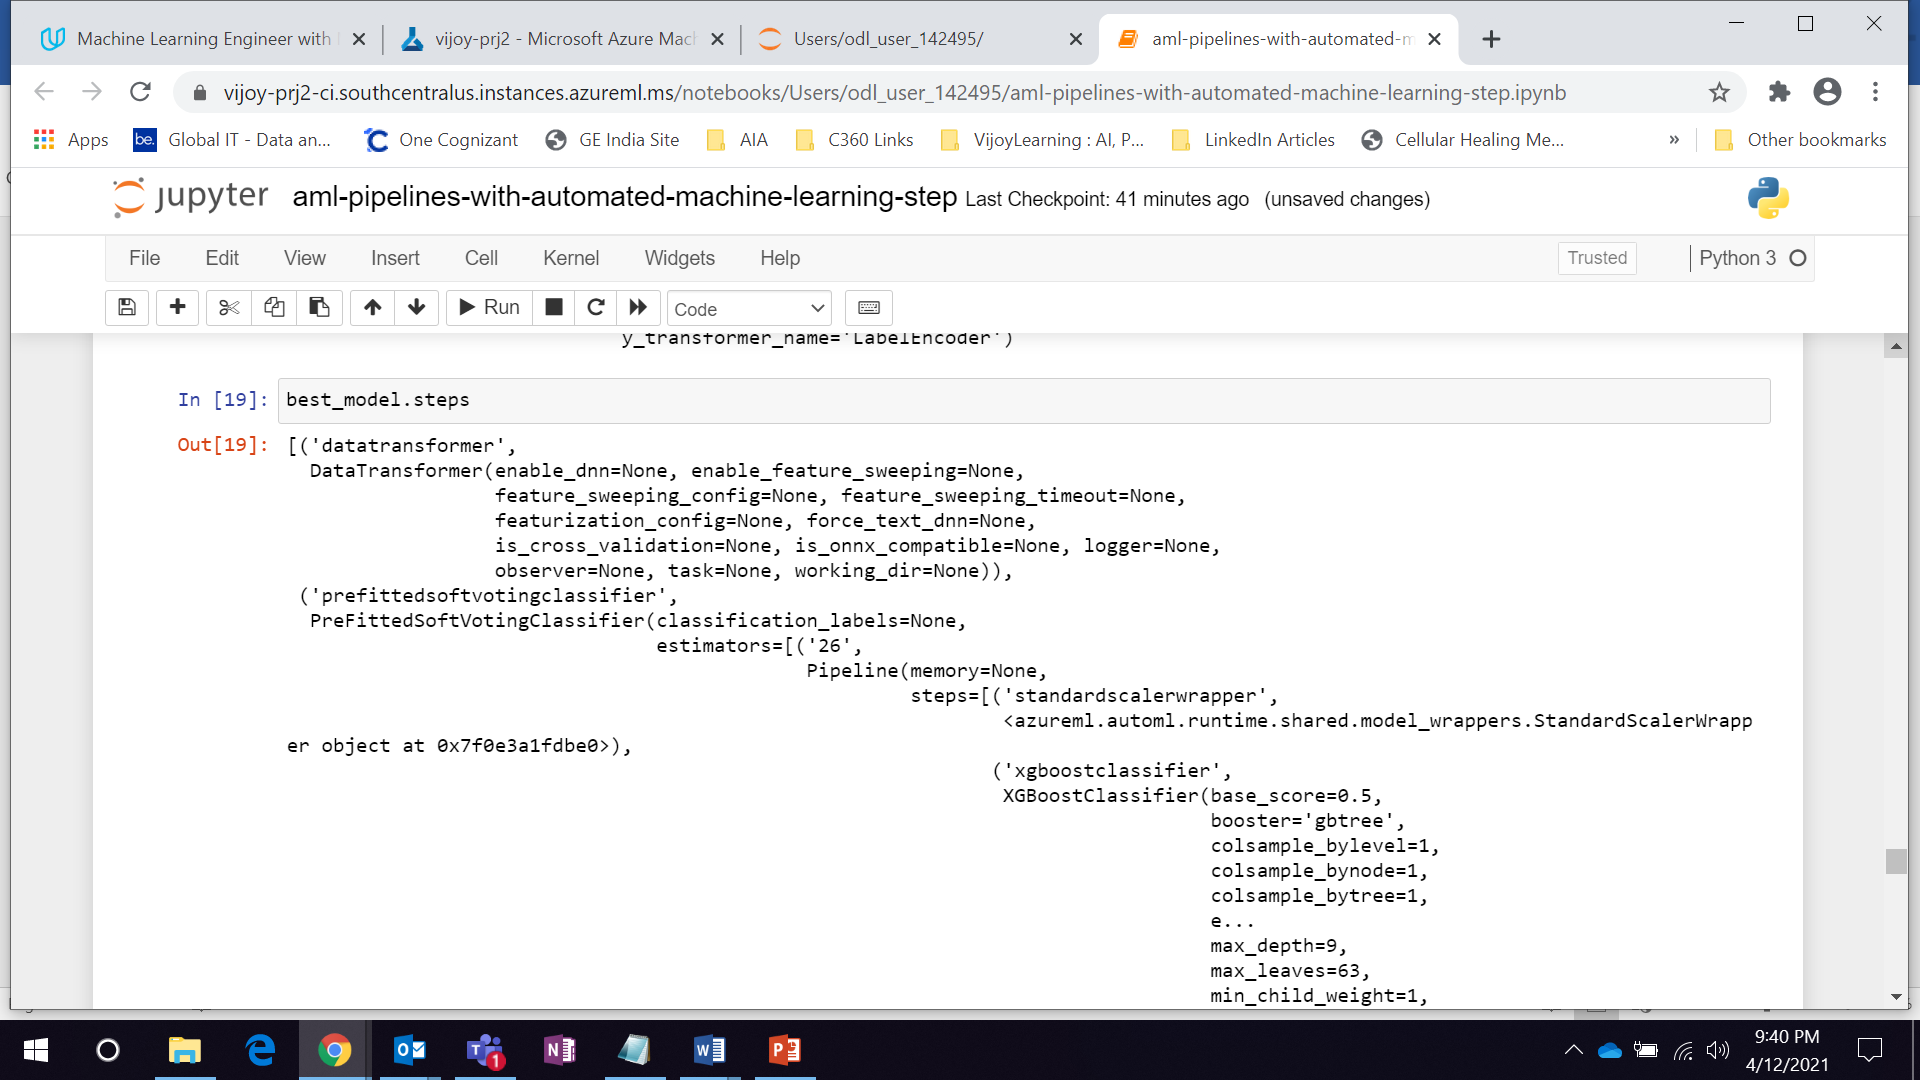 Machine Learning Engineer with
vijoy-prj2 - Microsoft Azure Mac
Users/odl_user_142495/
aml-pipelines-with-automated-m
vijoy-prj2-ci.southcentralus.instances.azureml.ms/notebooks/Users/odl_user_142495/aml-pipelines-with-automated-machine-learning-step.ipynb
Apps
be. Global IT - Data an...
One Cognizant
GE India Site
AIA
C360 Links
VijoyLearning : AI, P...
LinkedIn Articles
Cellular Healing Me...
»
Other bookmarks
jupyter aml-pipelines-with-automated-machine-learning-step Last Checkpoint: 41 minutes ago (unsaved changes)
File Edit View Insert Cell Kernel Widgets Help Trusted Python 3
Run Code
y_transformer_name='LabelEncoder')
In [19]: best_model.steps
Out[19]: [('datatransformer',
DataTransformer(enable_dnn=None, enable_feature_sweeping=None,
feature_sweeping_config=None, feature_sweeping_timeout=None,
featurization_config=None, force_text_dnn=None,
is_cross_validation=None, is_onnx_compatible=None, logger=None,
observer=None, task=None, working_dir=None)),
('prefittedsoftvotingclassifier',
PreFittedSoftVotingClassifier(classification_labels=None,
estimators=[('26',
Pipeline(memory=None,
steps=[('standardscalerwrapper',
<azureml.automl.runtime.shared.model_wrappers.StandardScalerWrapp
er object at 0x7f0e3a1fdbe0>),
('xgboostclassifier',
XGBoostClassifier(base_score=0.5,
booster='gbtree',
colsample_bylevel=1,
colsample_bynode=1,
colsample_bytree=1,
e...
max_depth=9,
max_leaves=63,
min_child_weight=1,
9:40 PM
4/12/2021